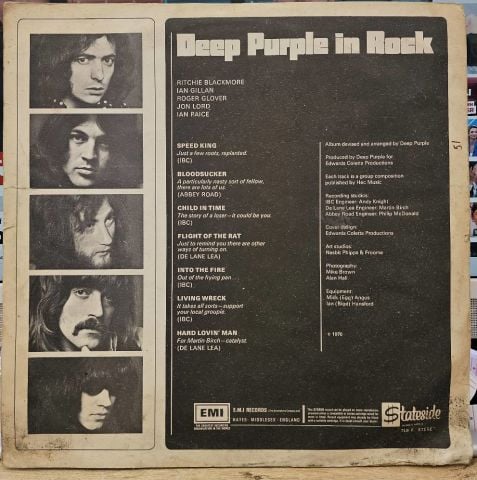 Deep Purple in Rock
RITCHIE BLACKMORE
IAN GILLAN
ROGER GLOVER
JON LORD
IAN PAICE
SPEED KING
Just a few roots, replanted.
(IBC)
BLOODSUCKER
A particularly nasty sort of fellow,
there are lots of us.
(ABBEY ROAD)
CHILD IN TIME
The story of a loser—it could be you.
(IBC)
FLIGHT OF THE RAT
Just to remind you there are other
ways of turning on.
(DE LANE LEA)
INTO THE FIRE
Out of the frying pan...
(IBC)
LIVING WRECK
It takes all sorts—support
your local groupie.
(IBC)
HARD LOVIN' MAN
For Martin Birch—catalyst.
(DE LANE LEA)
Album devised and arranged by Deep Purple
Produced by Deep Purple for
Edwards Coletta Productions
Each track is a group composition
published by Hec Music
Recording studios:
IBC Engineer: Andy Knight
De Lane Lea Engineer: Martin Birch
Abbey Road Engineer: Philip McDonald
Cover design:
Edwards Coletta Productions
Art studios:
Nesbit Phipps & Froome
Photography:
Mike Brown
Alan Hall
Equipment:
Mick (Egg) Angus
Ian (Bige) Hansford
1970
51
EMI
E.M.I. RECORDS
HAYES · MIDDLESEX · ENGLAND
Stateside